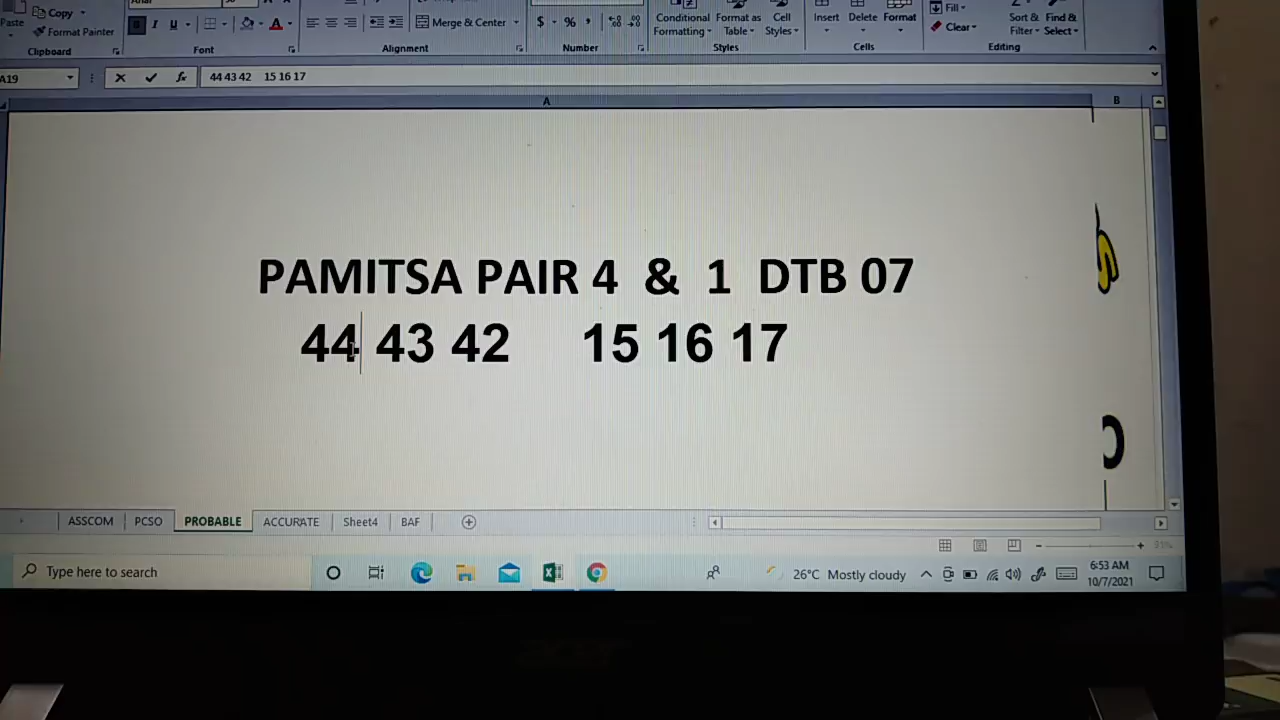 Paste
Copy
Format Painter
Clipboard
Font
Merge & Center
Alignment
$ % ,
Number
Conditional Formatting
Format as Table
Cell Styles
Styles
Insert
Delete
Format
Cells
Fill
Clear
Sort & Filter
Find & Select
Editing
A19
fx
44 43 42 15 16 17
A
B
PAMITSA PAIR 4 & 1 DTB 07
44 43 42 15 16 17
ASSCOM PCSO PROBABLE ACCURATE Sheet4 BAF
Type here to search
26°C Mostly cloudy
6:53 AM
10/7/2021